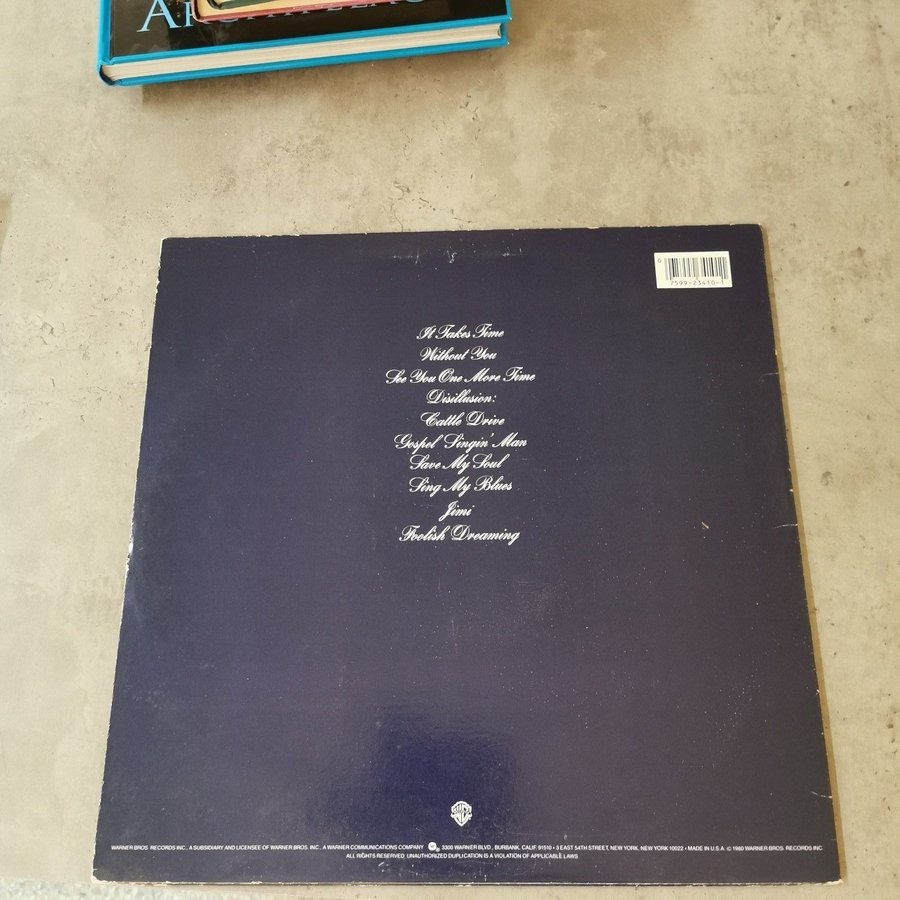 0
7599-23410-1
It Takes Time
Without You
See You One More Time
Disillusion:
Cattle Drive
Gospel Singin' Man
Save My Soul
Sing My Blues
Jimi
Foolish Dreaming
WARNER BROS. RECORDS INC., A SUBSIDIARY AND LICENSEE OF WARNER BROS. INC., A WARNER COMMUNICATIONS COMPANY 3300 WARNER BLVD., BURBANK, CALIF. 91510 • 3 EAST 54TH STREET, NEW YORK, NEW YORK 10022 • MADE IN U.S.A. © 1980 WARNER BROS. RECORDS INC.
ALL RIGHTS RESERVED. UNAUTHORIZED DUPLICATION IS A VIOLATION OF APPLICABLE LAWS